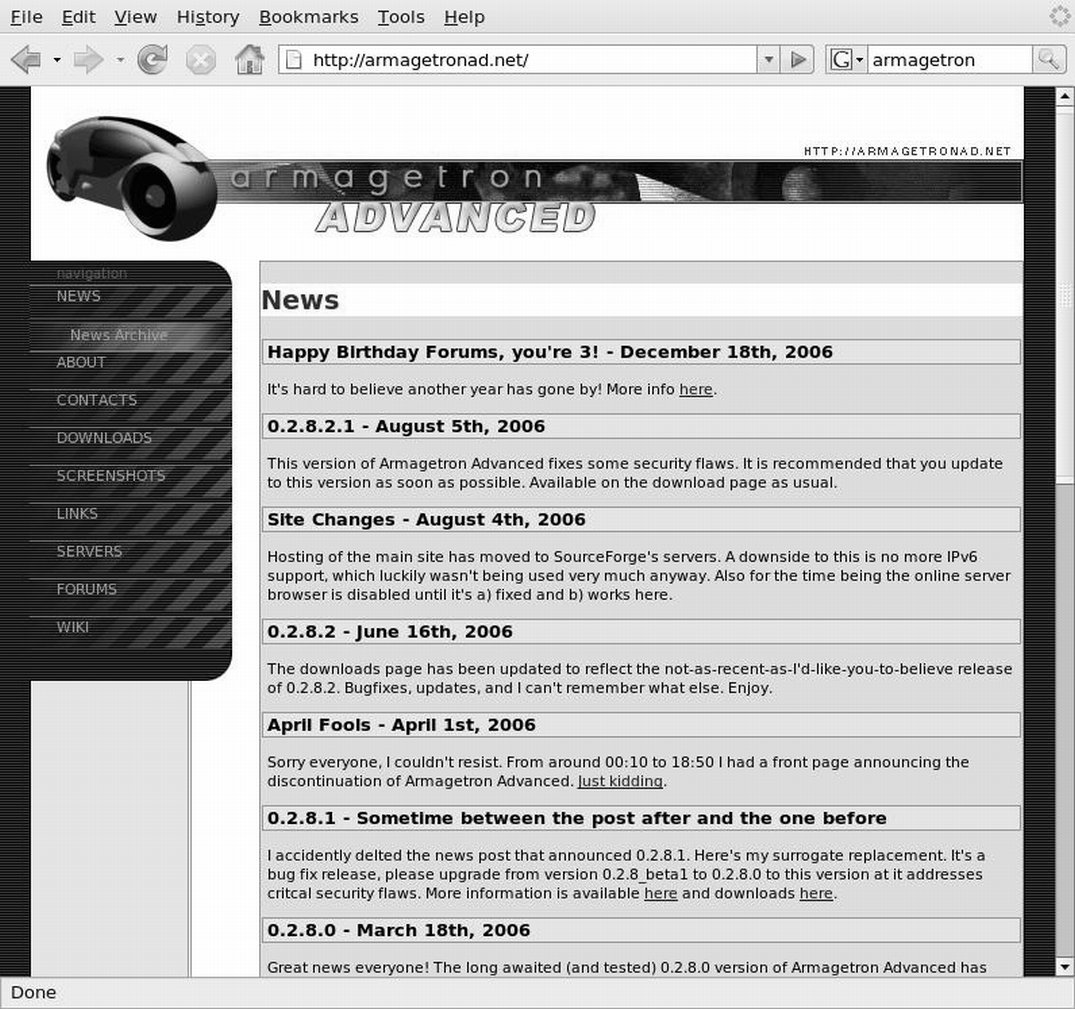 File Edit View History Bookmarks Tools Help
http://armagetronad.net/ G armagetron
HTTP://ARMAGETRONAD.NET
armagetron
ADVANCED
navigation
NEWS
News Archive
ABOUT
CONTACTS
DOWNLOADS
SCREENSHOTS
LINKS
SERVERS
FORUMS
WIKI
News
Happy Birthday Forums, you're 3! - December 18th, 2006
It's hard to believe another year has gone by! More info here.
0.2.8.2.1 - August 5th, 2006
This version of Armagetron Advanced fixes some security flaws. It is recommended that you update
to this version as soon as possible. Available on the download page as usual.
Site Changes - August 4th, 2006
Hosting of the main site has moved to SourceForge's servers. A downside to this is no more IPv6
support, which luckily wasn't being used very much anyway. Also for the time being the online server
browser is disabled until it's a) fixed and b) works here.
0.2.8.2 - June 16th, 2006
The downloads page has been updated to reflect the not-as-recent-as-I'd-like-you-to-believe release
of 0.2.8.2. Bugfixes, updates, and I can't remember what else. Enjoy.
April Fools - April 1st, 2006
Sorry everyone, I couldn't resist. From around 00:10 to 18:50 I had a front page announcing the
discontinuation of Armagetron Advanced. Just kidding.
0.2.8.1 - Sometime between the post after and the one before
I accidently delted the news post that announced 0.2.8.1. Here's my surrogate replacement. It's a
bug fix release, please upgrade from version 0.2.8_beta1 to 0.2.8.0 to this version at it addresses
critcal security flaws. More information is available here and downloads here.
0.2.8.0 - March 18th, 2006
Great news everyone! The long awaited (and tested) 0.2.8.0 version of Armagetron Advanced has
Done